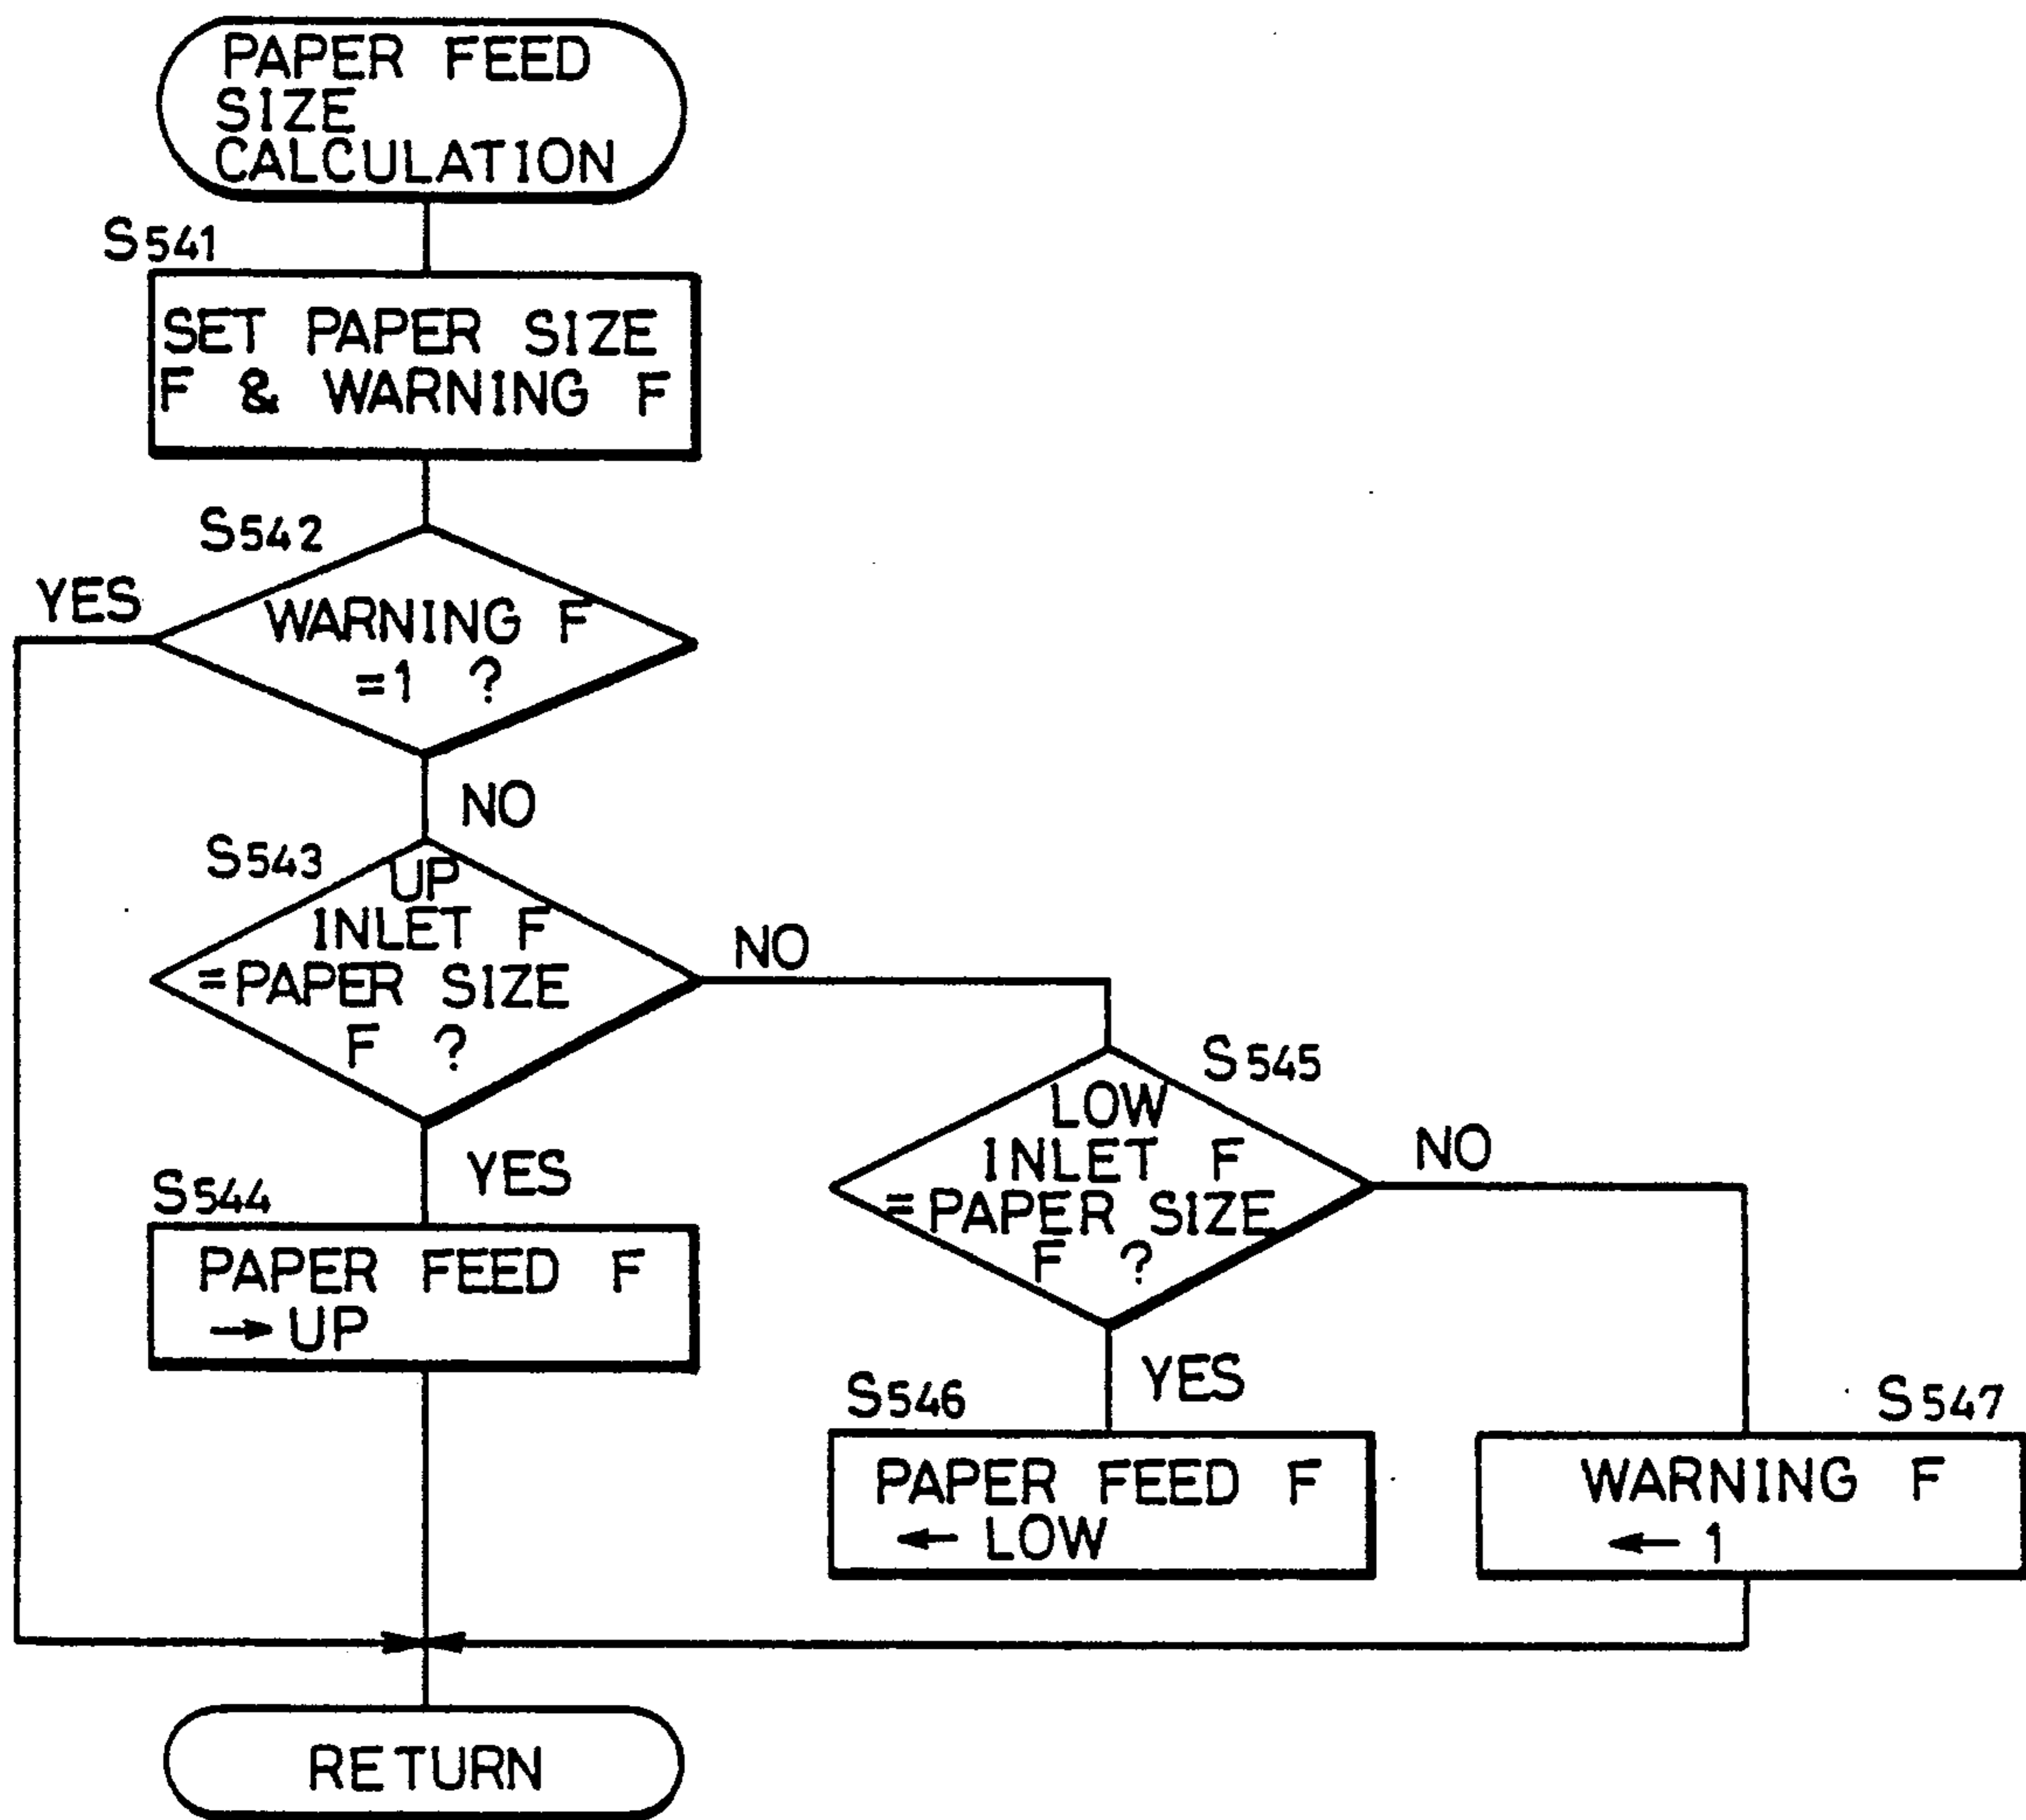 PAPER FEED
SIZE
CALCULATION
S541
SET PAPER SIZE
F & WARNING F
S542
YES
WARNING F
=1 ?
NO
S543
UP
INLET F
=PAPER SIZE
F ?
NO
YES
S544
PAPER FEED F
→ UP
S545
LOW
INLET F
=PAPER SIZE
F ?
NO
YES
S546
PAPER FEED F
← LOW
S547
WARNING F
← 1
RETURN